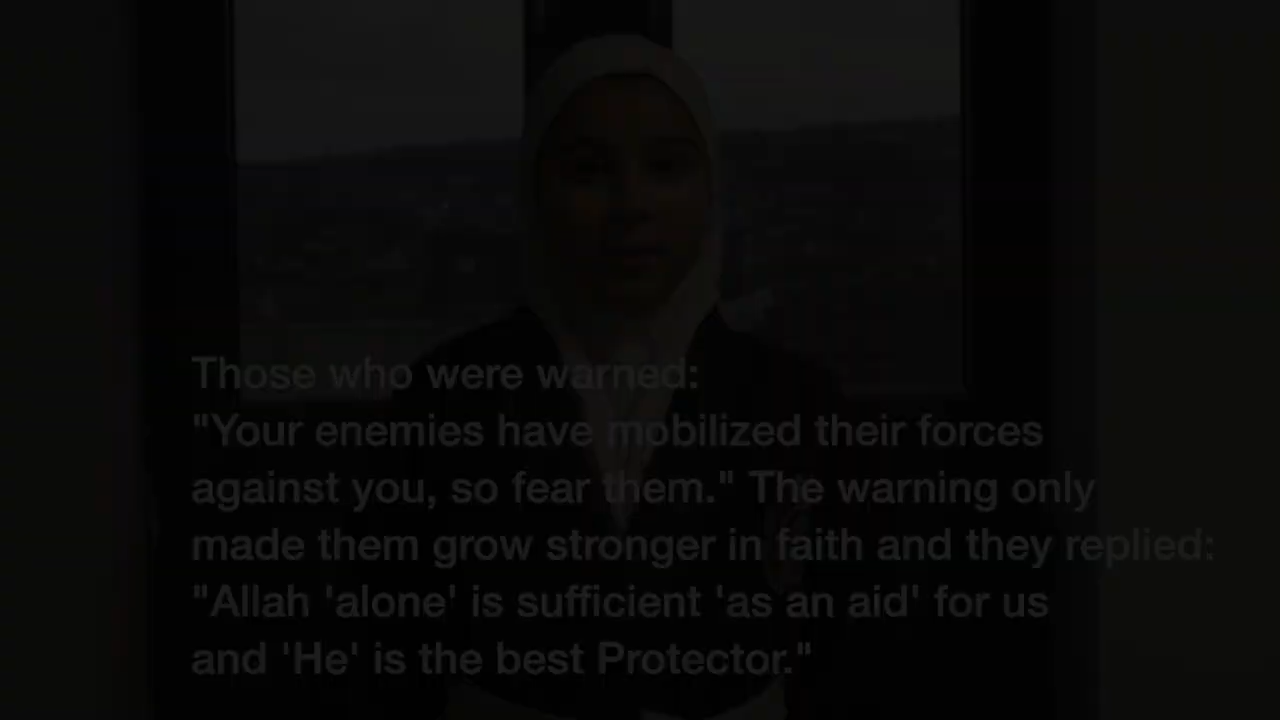 Those who were warned:
"Your enemies have mobilized their forces
against you, so fear them." The warning only
made them grow stronger in faith and they replied:
"Allah 'alone' is sufficient 'as an aid' for us
and 'He' is the best Protector."